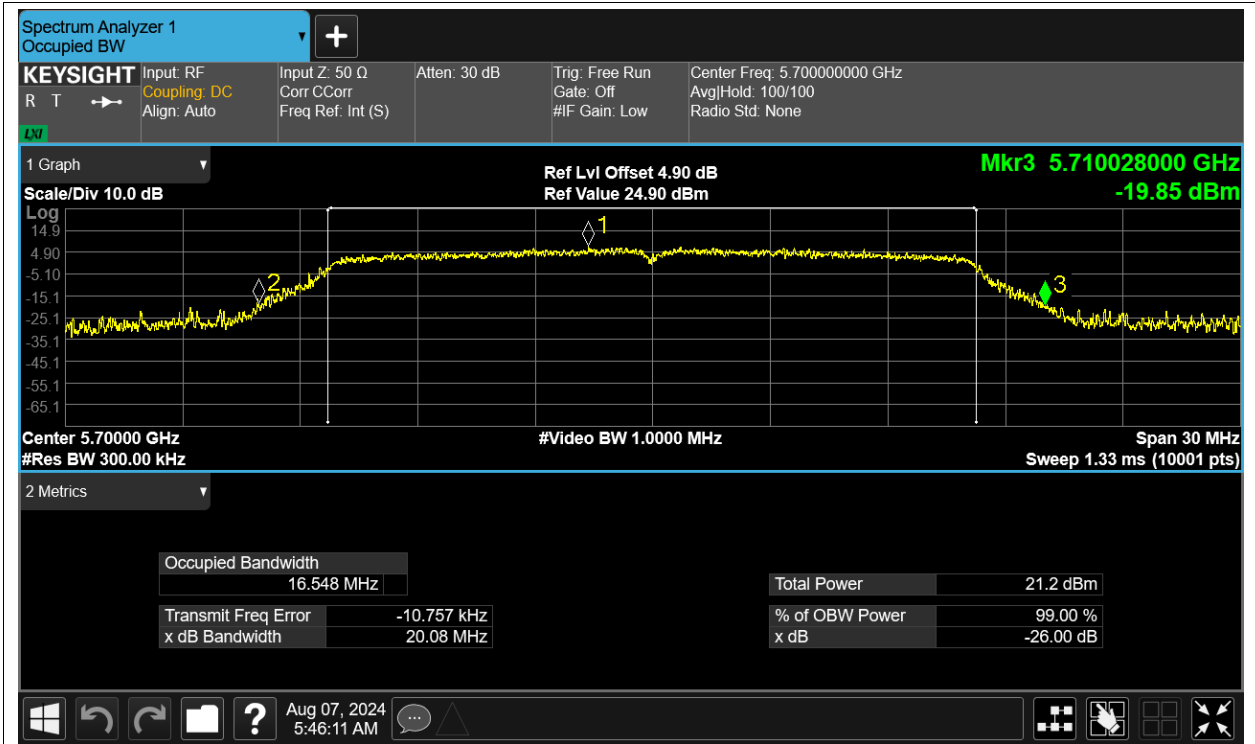 Spectrum Analyzer 1
Occupied BW
KEYSIGHT
R T
LXI
Input: RF
Coupling: DC
Align: Auto
Input Z: 50 Ω
Corr CCorr
Freq Ref: Int (S)
Atten: 30 dB
Trig: Free Run
Gate: Off
#IF Gain: Low
Center Freq: 5.700000000 GHz
Avg|Hold: 100/100
Radio Std: None
1 Graph
Scale/Div 10.0 dB
Ref Lvl Offset 4.90 dB
Ref Value 24.90 dBm
Mkr3 5.710028000 GHz
-19.85 dBm
Log
14.9
4.90
-5.10
-15.1
-25.1
-35.1
-45.1
-55.1
-65.1
1
2
3
Center 5.70000 GHz
#Video BW 1.0000 MHz
Span 30 MHz
#Res BW 300.00 kHz
Sweep 1.33 ms (10001 pts)
2 Metrics
Occupied Bandwidth
16.548 MHz
Transmit Freq Error -10.757 kHz
x dB Bandwidth 20.08 MHz
Total Power 21.2 dBm
% of OBW Power 99.00 %
x dB -26.00 dB
?
Aug 07, 2024
5:46:11 AM